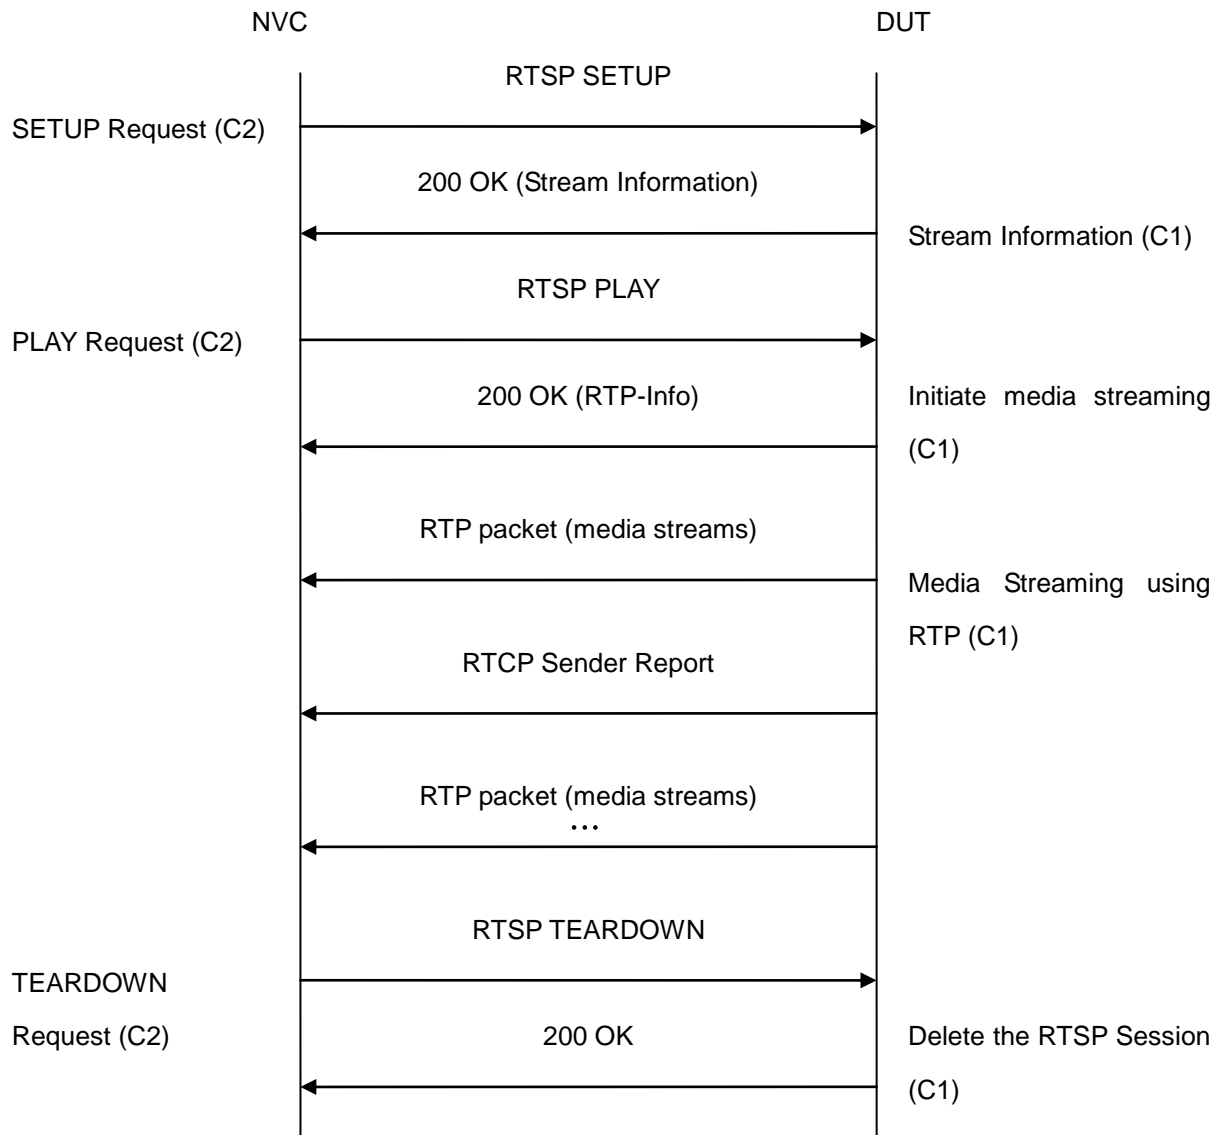 NVC DUT
RTSP SETUP
SETUP Request (C2)
200 OK (Stream Information)
Stream Information (C1)
RTSP PLAY
PLAY Request (C2)
200 OK (RTP-Info)
Initiate media streaming
(C1)
RTP packet (media streams)
Media Streaming using
RTP (C1)
RTCP Sender Report
RTP packet (media streams)
…
RTSP TEARDOWN
TEARDOWN
Request (C2)
200 OK
Delete the RTSP Session
(C1)